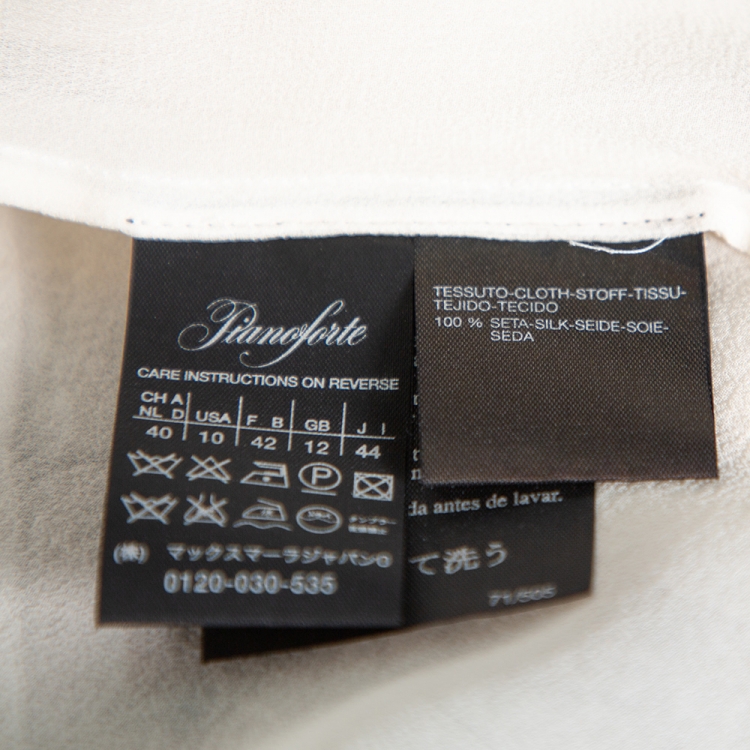 Pianoforte
CARE INSTRUCTIONS ON REVERSE
CH A
NL D USA F B GB J I
40 10 42 12 44
P
(株) マックスマーラジャパン
0120-030-535
TESSUTO-CLOTH-STOFF-TISSU-
TEJIDO-TECIDO
100 % SETA-SILK-SEIDE-SOIE-
SEDA
da antes de lavar.
て洗う
71/505